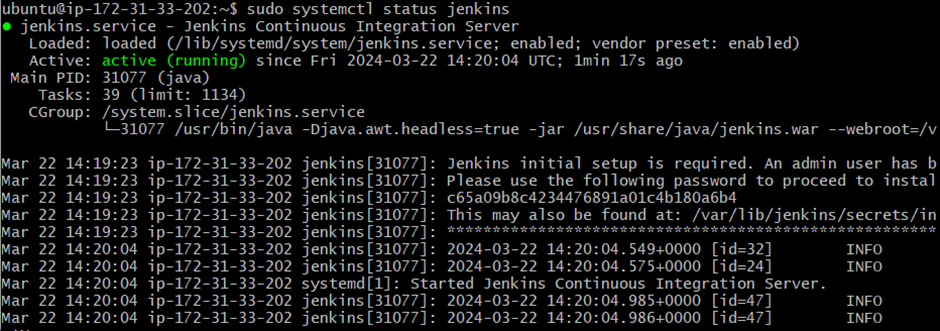 ubuntu@ip-172-31-33-202:~$ sudo systemctl status jenkins
● jenkins.service - Jenkins Continuous Integration Server
   Loaded: loaded (/lib/systemd/system/jenkins.service; enabled; vendor preset: enabled)
   Active: active (running) since Fri 2024-03-22 14:20:04 UTC; 1min 17s ago
 Main PID: 31077 (java)
    Tasks: 39 (limit: 1134)
   CGroup: /system.slice/jenkins.service
           └─31077 /usr/bin/java -Djava.awt.headless=true -jar /usr/share/java/jenkins.war --webroot=/v
Mar 22 14:19:23 ip-172-31-33-202 jenkins[31077]: Jenkins initial setup is required. An admin user has b
Mar 22 14:19:23 ip-172-31-33-202 jenkins[31077]: Please use the following password to proceed to instal
Mar 22 14:19:23 ip-172-31-33-202 jenkins[31077]: c65a09b8c4234476891a01c4b180a6b4
Mar 22 14:19:23 ip-172-31-33-202 jenkins[31077]: This may also be found at: /var/lib/jenkins/secrets/in
Mar 22 14:19:23 ip-172-31-33-202 jenkins[31077]: ******************************************************
Mar 22 14:20:04 ip-172-31-33-202 jenkins[31077]: 2024-03-22 14:20:04.549+0000 [id=32]        INFO
Mar 22 14:20:04 ip-172-31-33-202 jenkins[31077]: 2024-03-22 14:20:04.575+0000 [id=24]        INFO
Mar 22 14:20:04 ip-172-31-33-202 systemd[1]: Started Jenkins Continuous Integration Server.
Mar 22 14:20:04 ip-172-31-33-202 jenkins[31077]: 2024-03-22 14:20:04.985+0000 [id=47]        INFO
Mar 22 14:20:04 ip-172-31-33-202 jenkins[31077]: 2024-03-22 14:20:04.986+0000 [id=47]        INFO